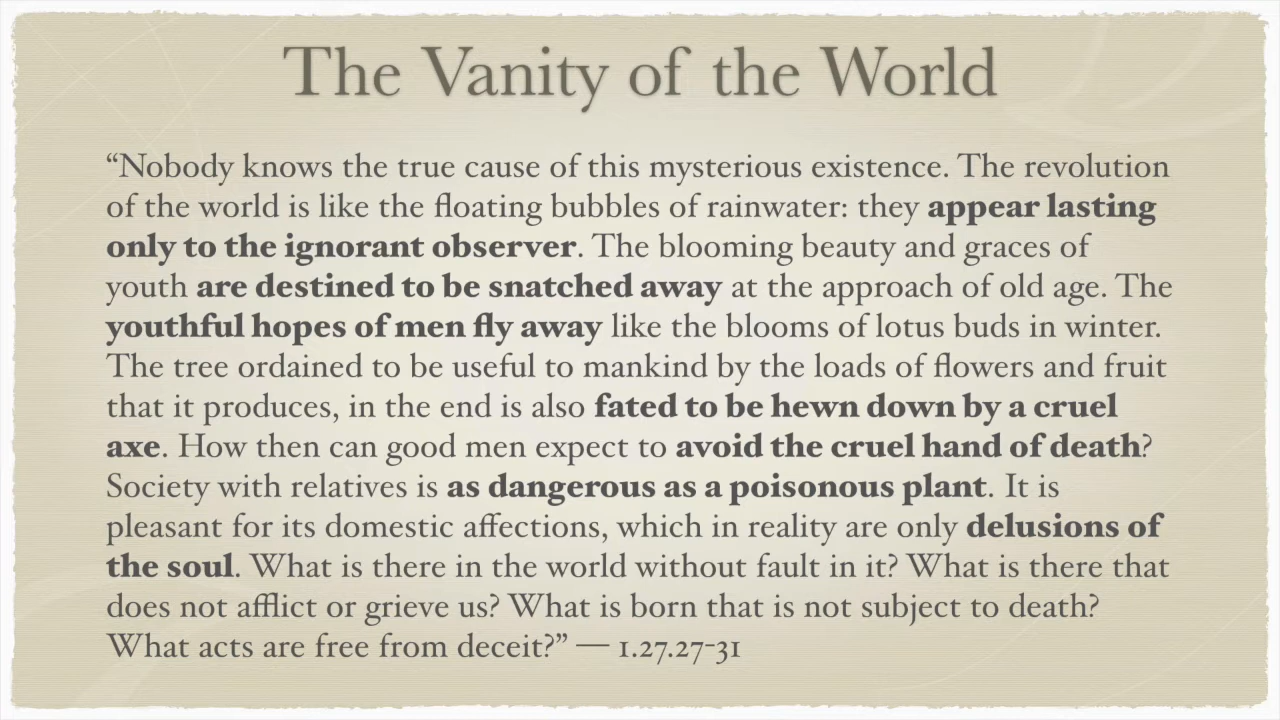 The Vanity of the World
“Nobody knows the true cause of this mysterious existence. The revolution
of the world is like the floating bubbles of rainwater: they appear lasting
only to the ignorant observer. The blooming beauty and graces of
youth are destined to be snatched away at the approach of old age. The
youthful hopes of men fly away like the blooms of lotus buds in winter.
The tree ordained to be useful to mankind by the loads of flowers and fruit
that it produces, in the end is also fated to be hewn down by a cruel
axe. How then can good men expect to avoid the cruel hand of death?
Society with relatives is as dangerous as a poisonous plant. It is
pleasant for its domestic affections, which in reality are only delusions of
the soul. What is there in the world without fault in it? What is there that
does not afflict or grieve us? What is born that is not subject to death?
What acts are free from deceit?” — 1.27.27-31